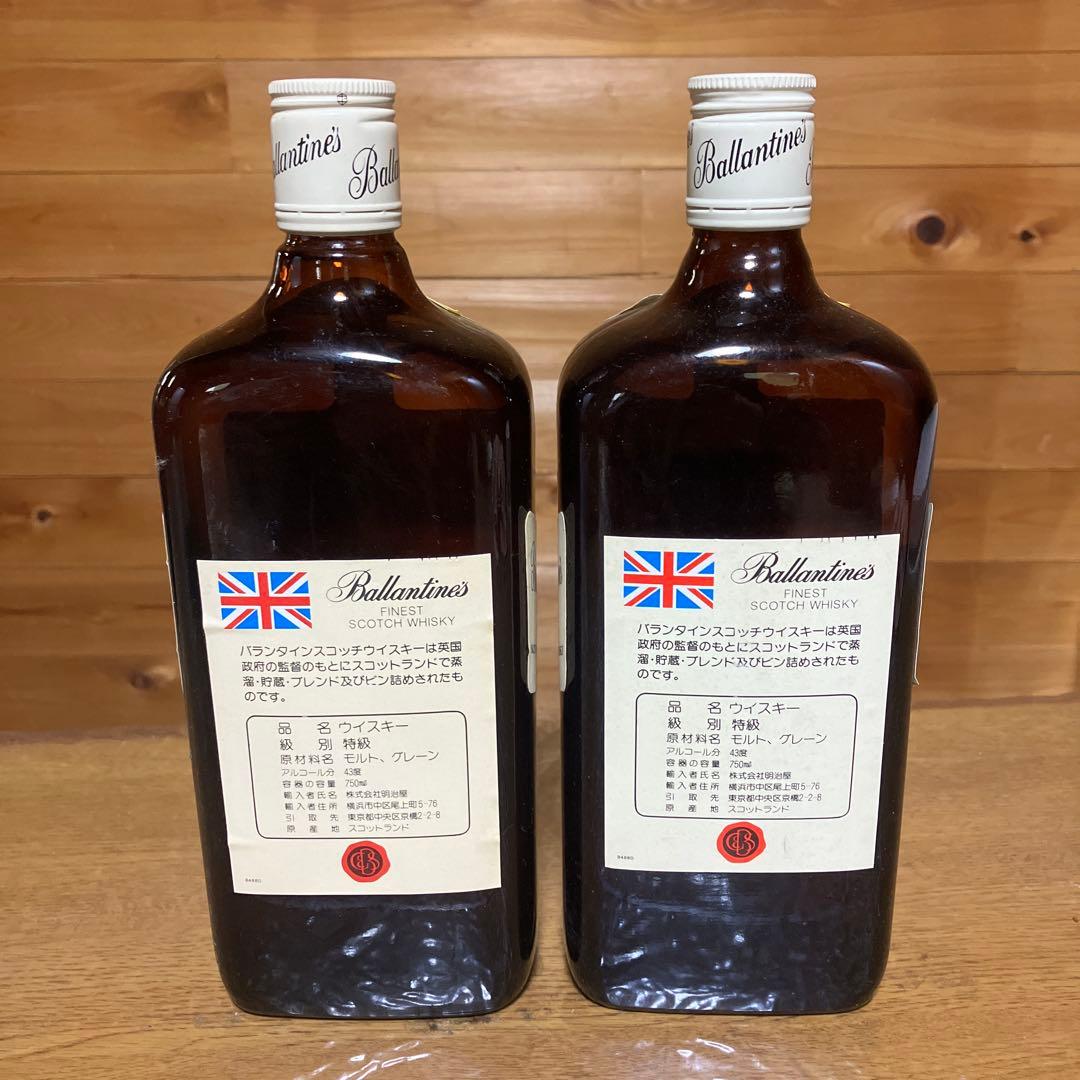 allantine's
Balla
Ballantine's
Ballantine's
FINEST
SCOTCH WHISKY
バランタインスコッチウイスキーは英国
政府の監督のもとにスコットランドで蒸
溜・貯蔵・ブレンド及びビン詰めされたも
のです。
品 名 ウイスキー
級 別 特級
原材料名 モルト、グレーン
アルコール分 43度
容器の容量 750㎖
輸入者氏名 株式会社明治屋
輸入者住所 横浜市中区尾上町5-76
引 取 先 東京都中央区京橋2-2-8
原 産 地 スコットランド
Ballantine's
FINEST
SCOTCH WHISKY
バランタインスコッチウイスキーは英国
政府の監督のもとにスコットランドで蒸
溜・貯蔵・ブレンド及びビン詰めされたも
のです。
品 名 ウイスキー
級 別 特級
原材料名 モルト、グレーン
アルコール分 43度
容器の容量 750㎖
輸入者氏名 株式会社明治屋
輸入者住所 横浜市中区尾上町5-76
引 取 先 東京都中央区京橋2-2-8
原 産 地 スコットランド